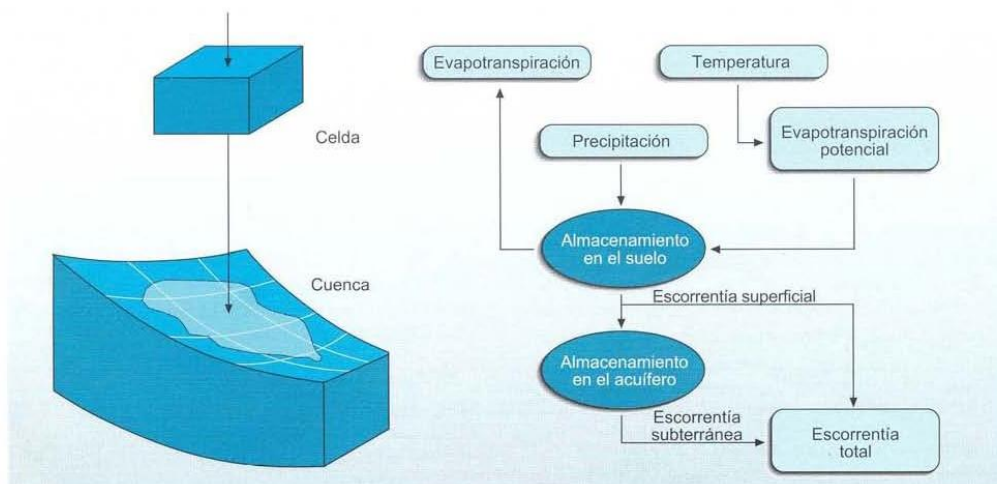 Celda
Cuenca
Evapotranspiración
Temperatura
Precipitación
Evapotranspiración
potencial
Almacenamiento
en el suelo
Escorrentía superficial
Almacenamiento
en el acuífero
Escorrentía
subterránea
Escorrentía
total